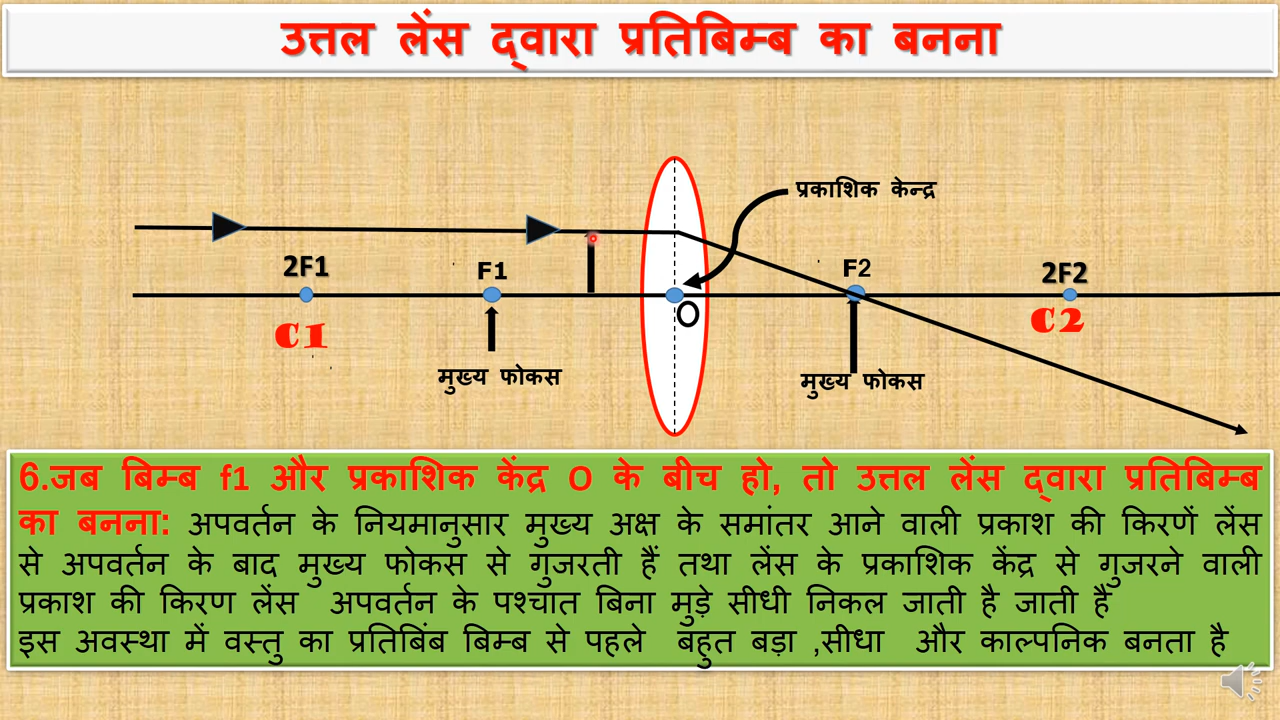 उत्तल लेंस द्वारा प्रतिबिम्ब का बनना
प्रकाशिक केन्द्र
2F1
F1
F2
2F2
C1
O
C2
मुख्य फोकस
मुख्य फोकस
6.जब बिम्ब f1 और प्रकाशिक केंद्र O के बीच हो, तो उत्तल लेंस द्वारा प्रतिबिम्ब
का बनना: अपवर्तन के नियमानुसार मुख्य अक्ष के समांतर आने वाली प्रकाश की किरणें लेंस
से अपवर्तन के बाद मुख्य फोकस से गुजरती हैं तथा लेंस के प्रकाशिक केंद्र से गुजरने वाली
प्रकाश की किरण लेंस अपवर्तन के पश्चात बिना मुड़े सीधी निकल जाती है जाती हैं
इस अवस्था में वस्तु का प्रतिबिंब बिम्ब से पहले बहुत बड़ा ,सीधा और काल्पनिक बनता है